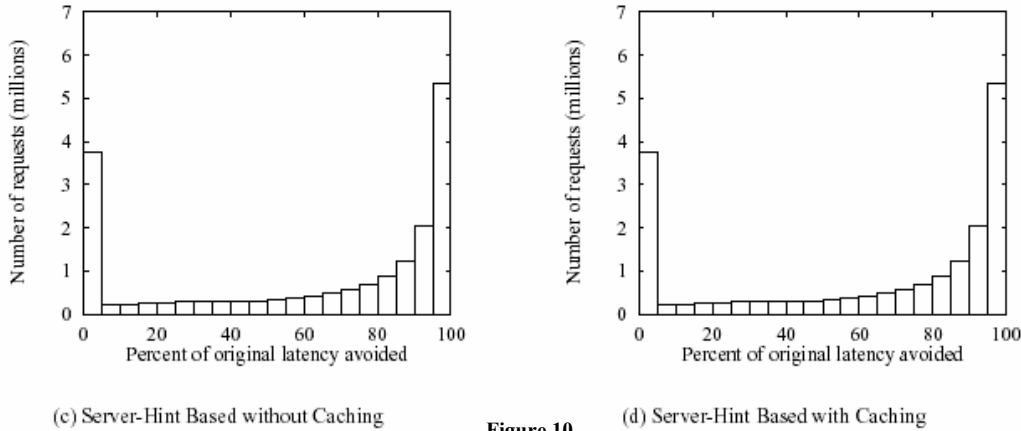 7
6
5
4
3
2
1
0
Number of requests (millions)
0 20 40 60 80 100
Percent of original latency avoided
(c) Server-Hint Based without Caching
7
6
5
4
3
2
1
0
Number of requests (millions)
0 20 40 60 80 100
Percent of original latency avoided
(d) Server-Hint Based with Caching
Figure 10